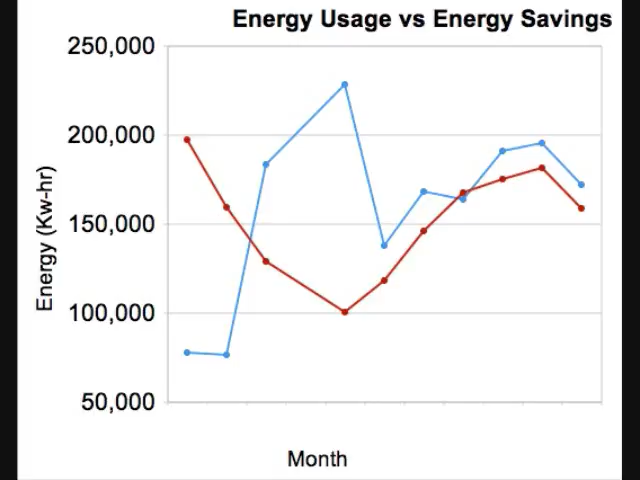 Energy Usage vs Energy Savings
250,000
200,000
150,000
100,000
50,000
Energy (Kw-hr)
Month